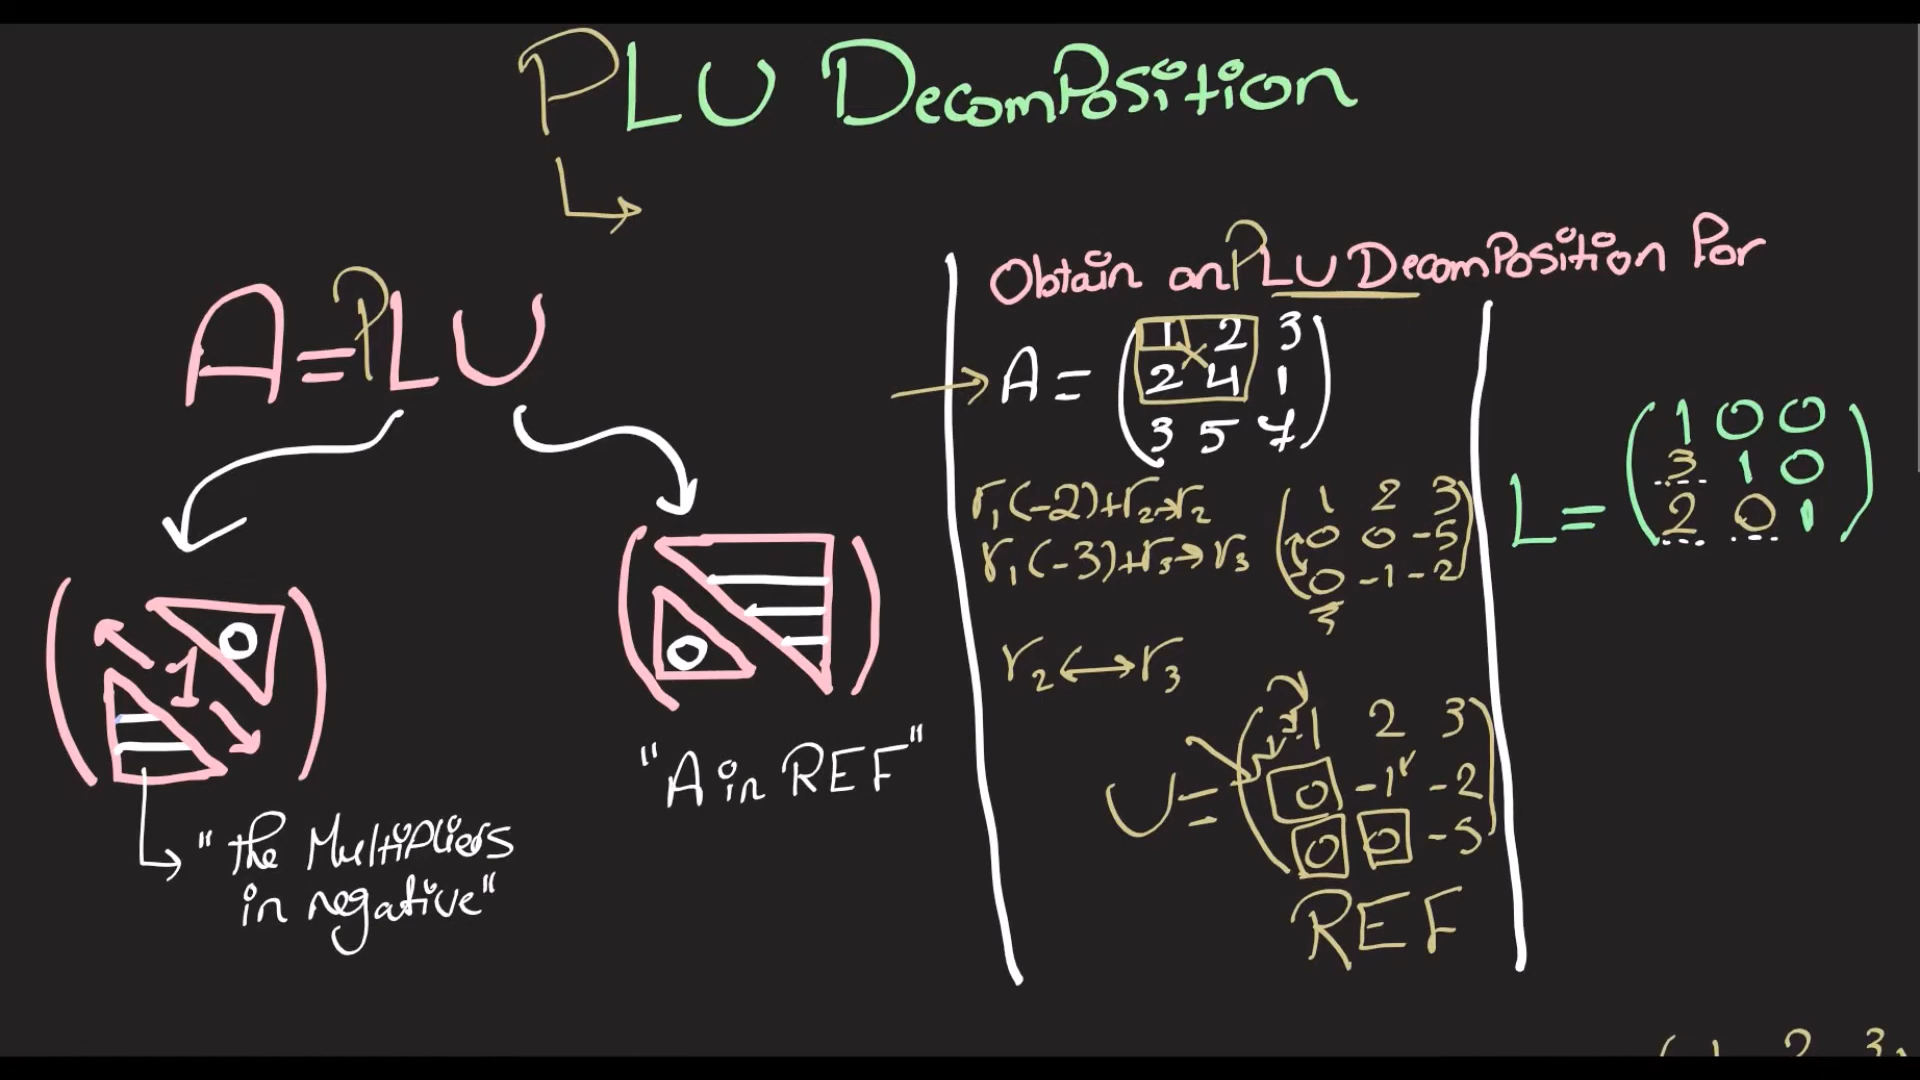 PLU Decomposition
A=PLU
"the Multipliers
in negative"
"A in REF"
Obtain an PLU Decomposition For
A = (1 2 3
2 4 1
3 5 7)
r₁(-2)+r₂→r₂
r₁(-3)+r₃→r₃
(1 2 3
0 0 -5
0 -1 -2)
r₂↔r₃
U = (1 2 3
0 -1 -2
0 0 -5)
REF
L = (1 0 0
3 1 0
2 0 1)